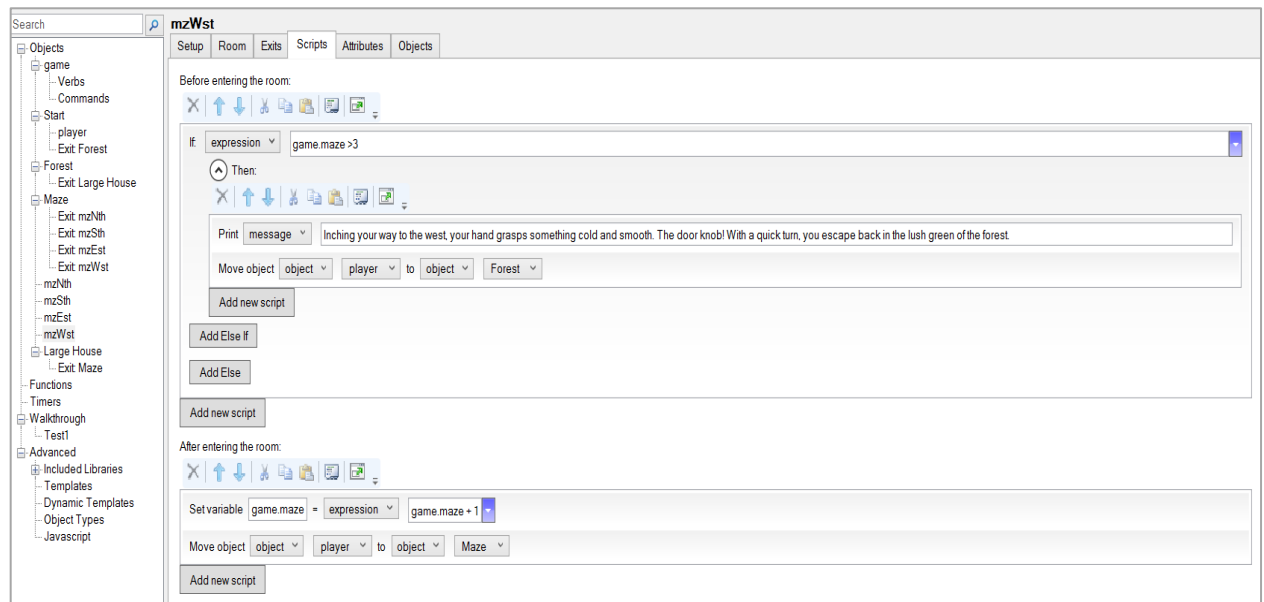 Search
Objects
game
Verbs
Commands
Start
player
Exit: Forest
Forest
Exit: Large House
Maze
Exit: mzNth
Exit: mzSth
Exit: mzEst
Exit: mzWst
mzNth
mzSth
mzEst
mzWst
Large House
Exit: Maze
Functions
Timers
Walkthrough
Test1
Advanced
Included Libraries
Templates
Dynamic Templates
Object Types
Javascript
mzWst
Setup Room Exits Scripts Attributes Objects
Before entering the room:
If: expression game.maze >3
Then:
Print message Inching your way to the west, your hand grasps something cold and smooth. The door knob! With a quick turn, you escape back in the lush green of the forest.
Move object object player to object Forest
Add new script
Add Else If
Add Else
Add new script
After entering the room:
Set variable game.maze = expression game.maze + 1
Move object object player to object Maze
Add new script